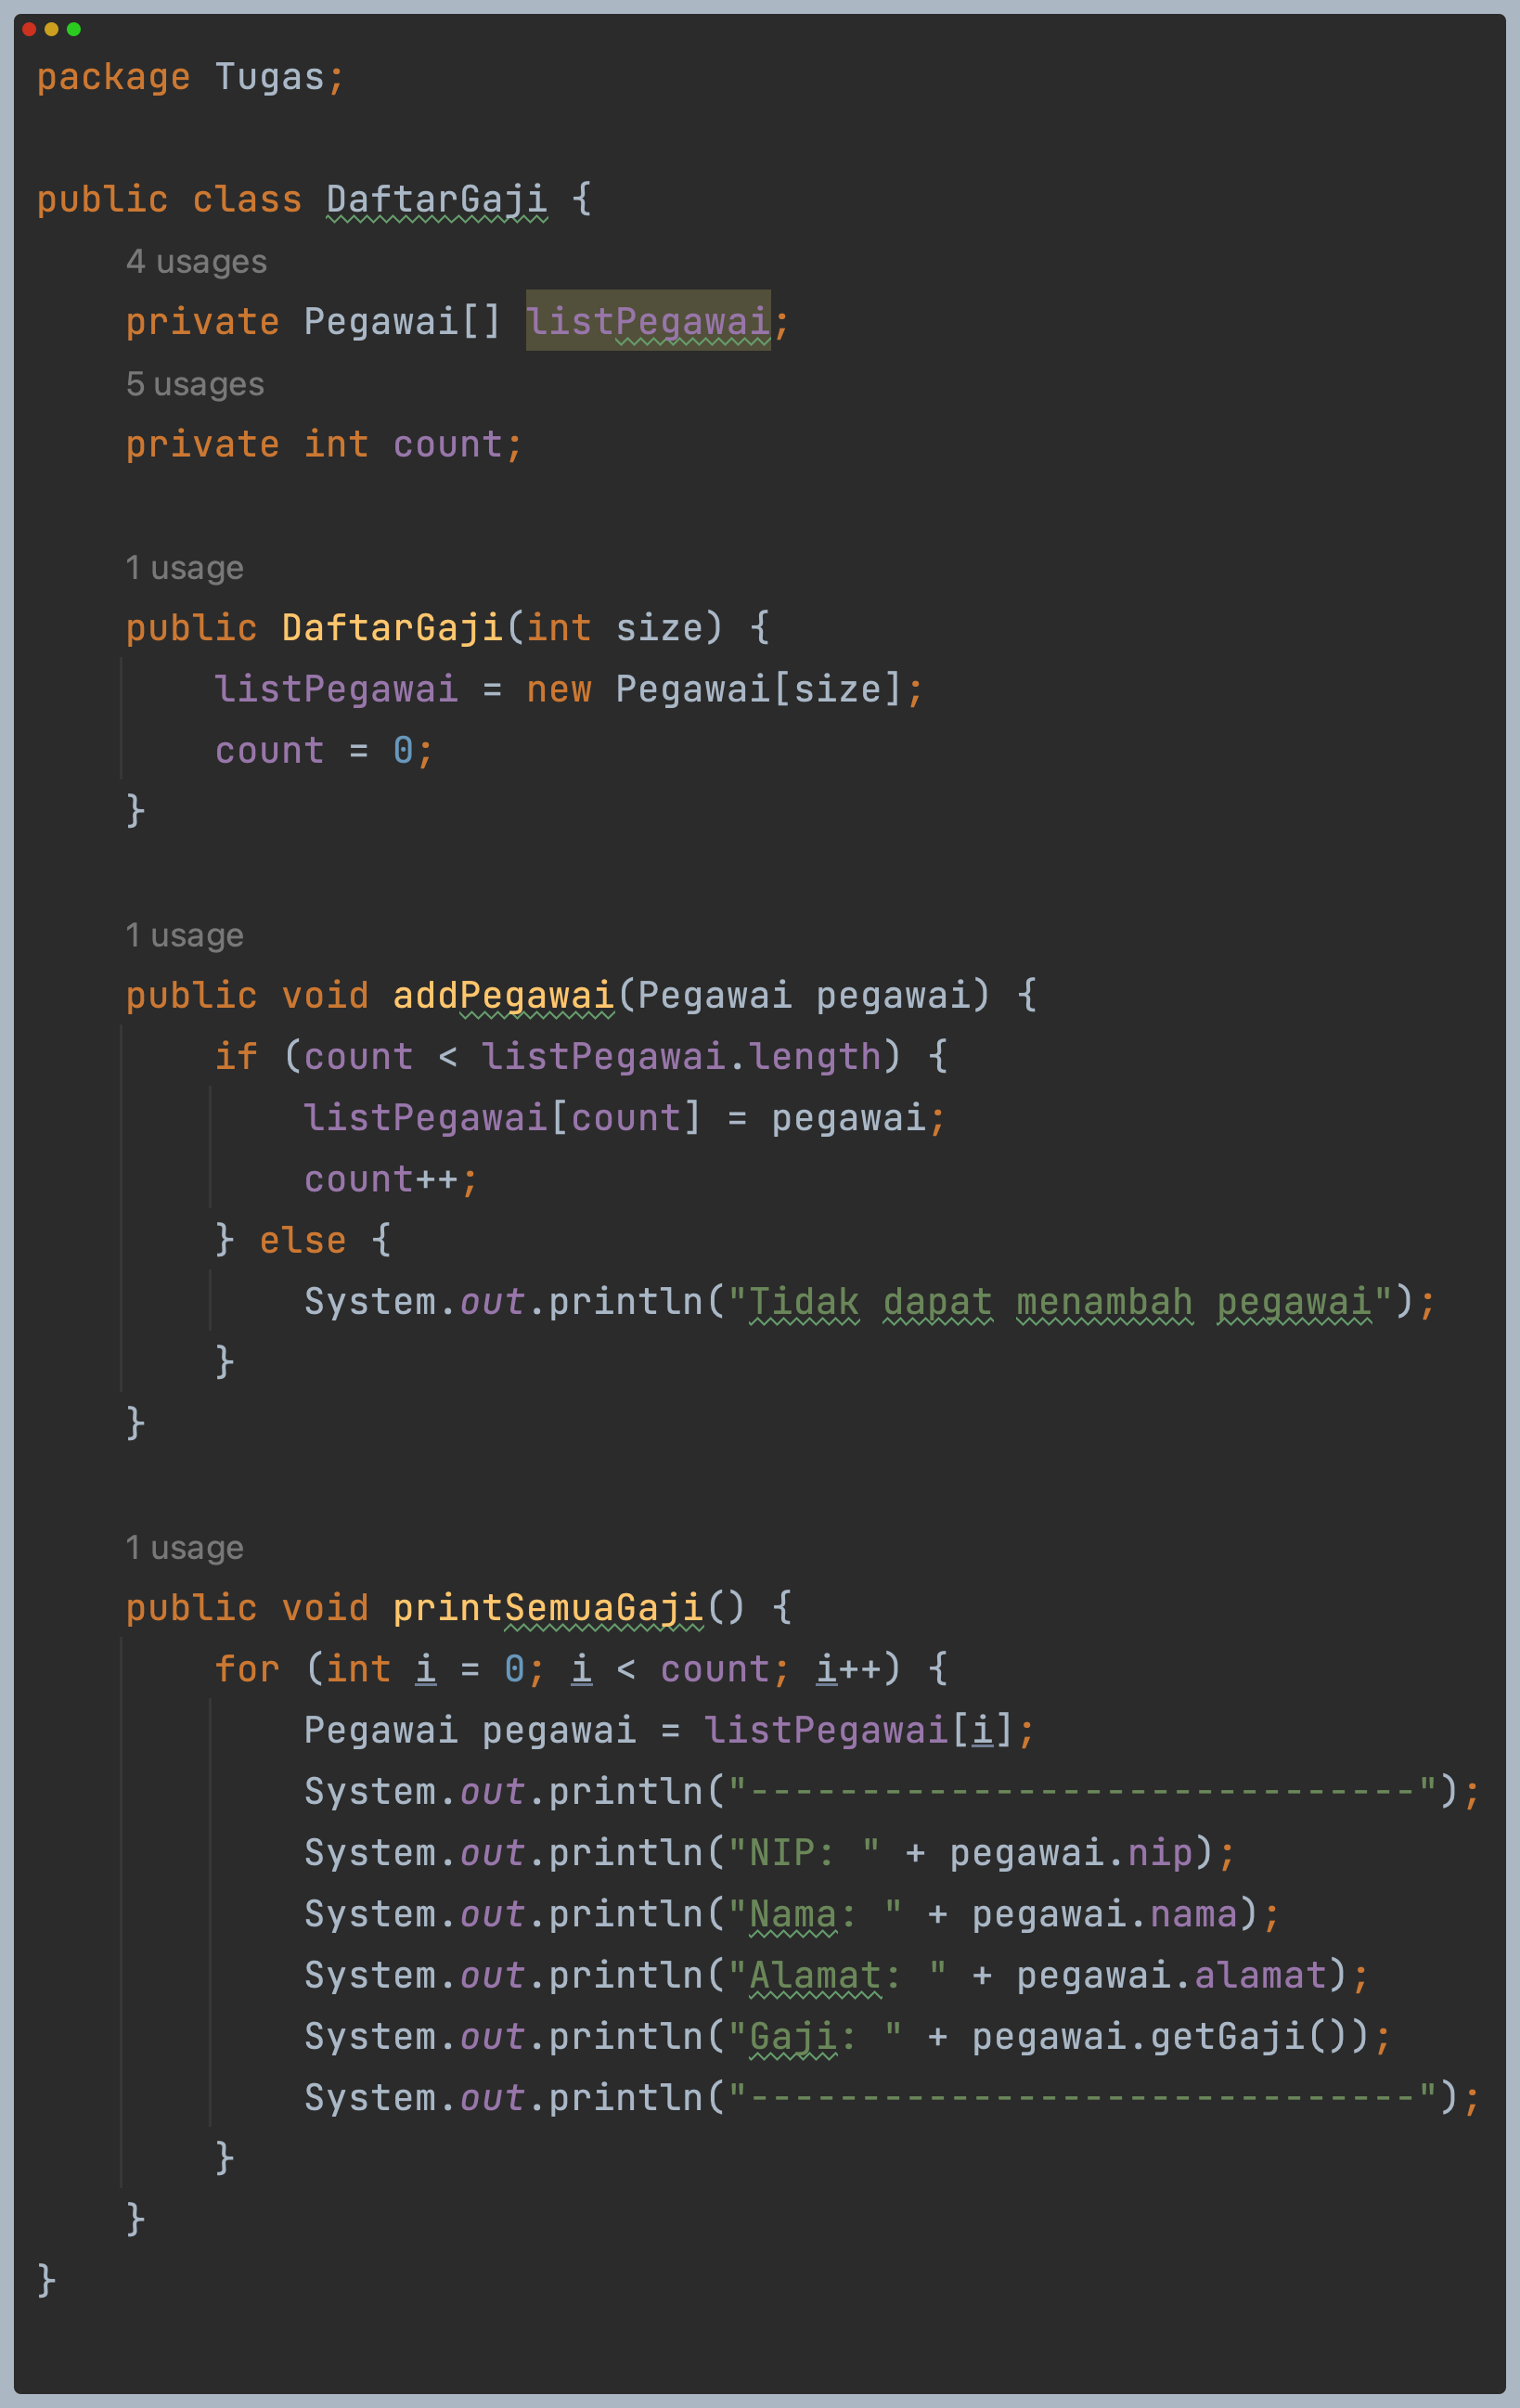 package Tugas;
public class DaftarGaji {
4 usages
private Pegawai[] listPegawai;
5 usages
private int count;
1 usage
public DaftarGaji(int size) {
listPegawai = new Pegawai[size];
count = 0;
}
1 usage
public void addPegawai(Pegawai pegawai) {
if (count < listPegawai.length) {
listPegawai[count] = pegawai;
count++;
} else {
System.out.println("Tidak dapat menambah pegawai");
}
}
1 usage
public void printSemuaGaji() {
for (int i = 0; i < count; i++) {
Pegawai pegawai = listPegawai[i];
System.out.println("------------------------------");
System.out.println("NIP: " + pegawai.nip);
System.out.println("Nama: " + pegawai.nama);
System.out.println("Alamat: " + pegawai.alamat);
System.out.println("Gaji: " + pegawai.getGaji());
System.out.println("------------------------------");
}
}
}